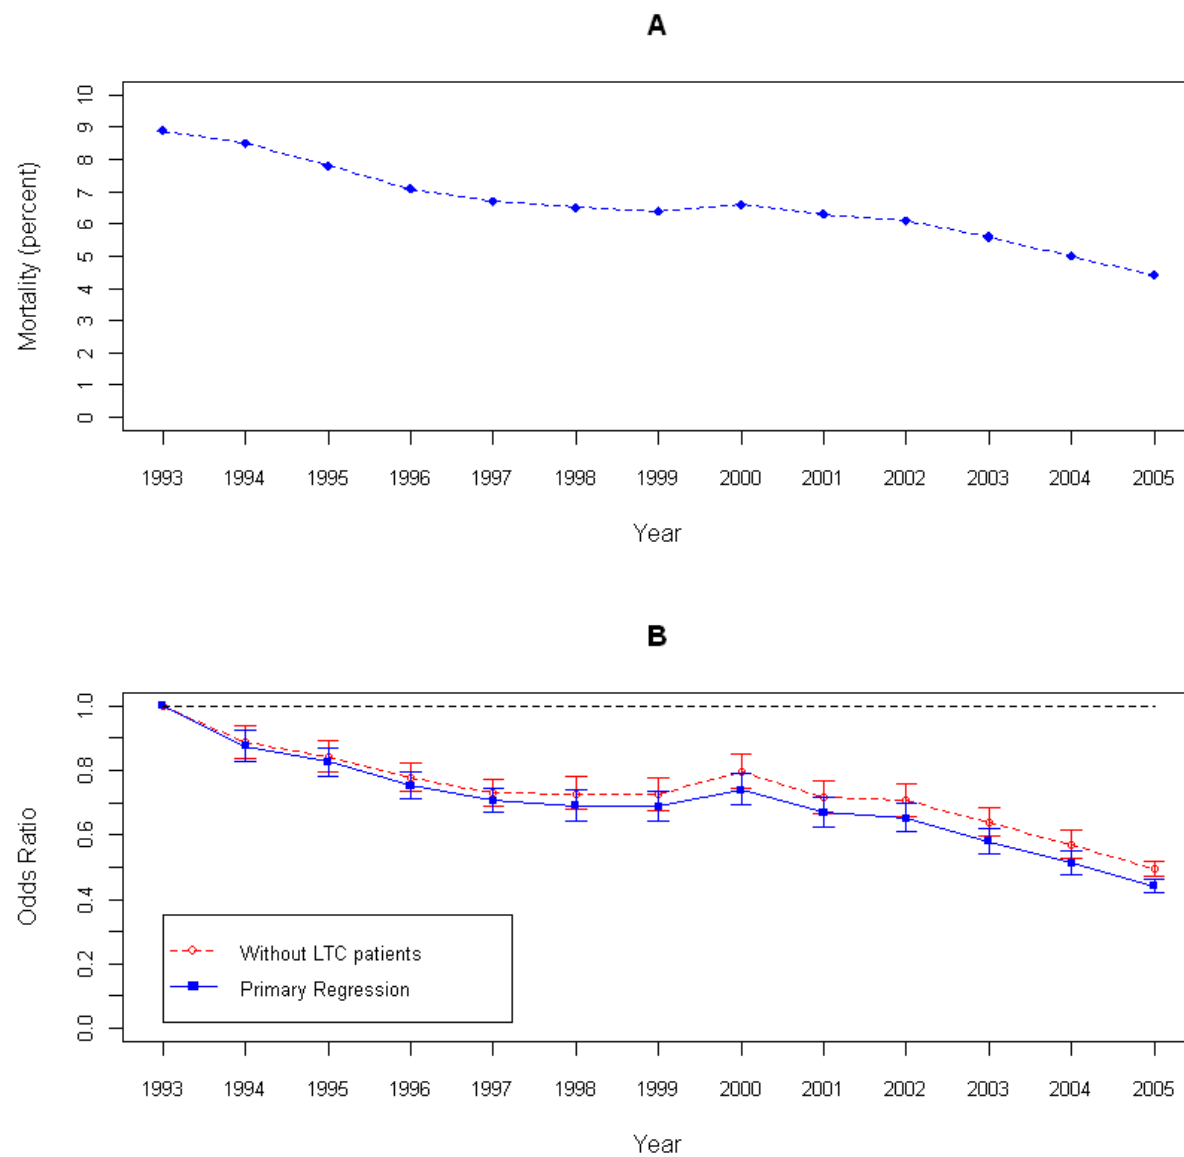 A
Mortality (percent)
10
9
8
7
6
5
4
3
2
1
0
1993 1994 1995 1996 1997 1998 1999 2000 2001 2002 2003 2004 2005
Year
B
Odds Ratio
1.0
0.8
0.6
0.4
0.2
0.0
Without LTC patients
Primary Regression
1993 1994 1995 1996 1997 1998 1999 2000 2001 2002 2003 2004 2005
Year